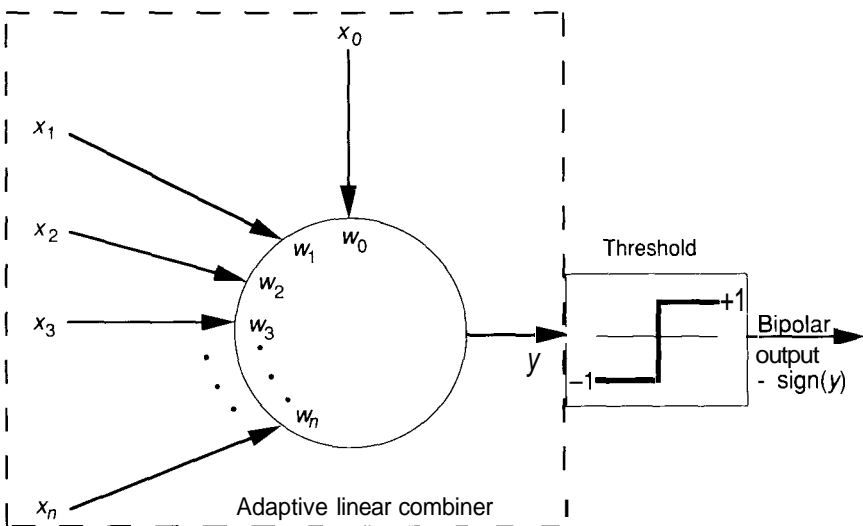 x0
x1
x2
x3
xn
w0
w1
w2
w3
wn
y
Threshold
+1
−1
Bipolar
output
- sign(y)
Adaptive linear combiner